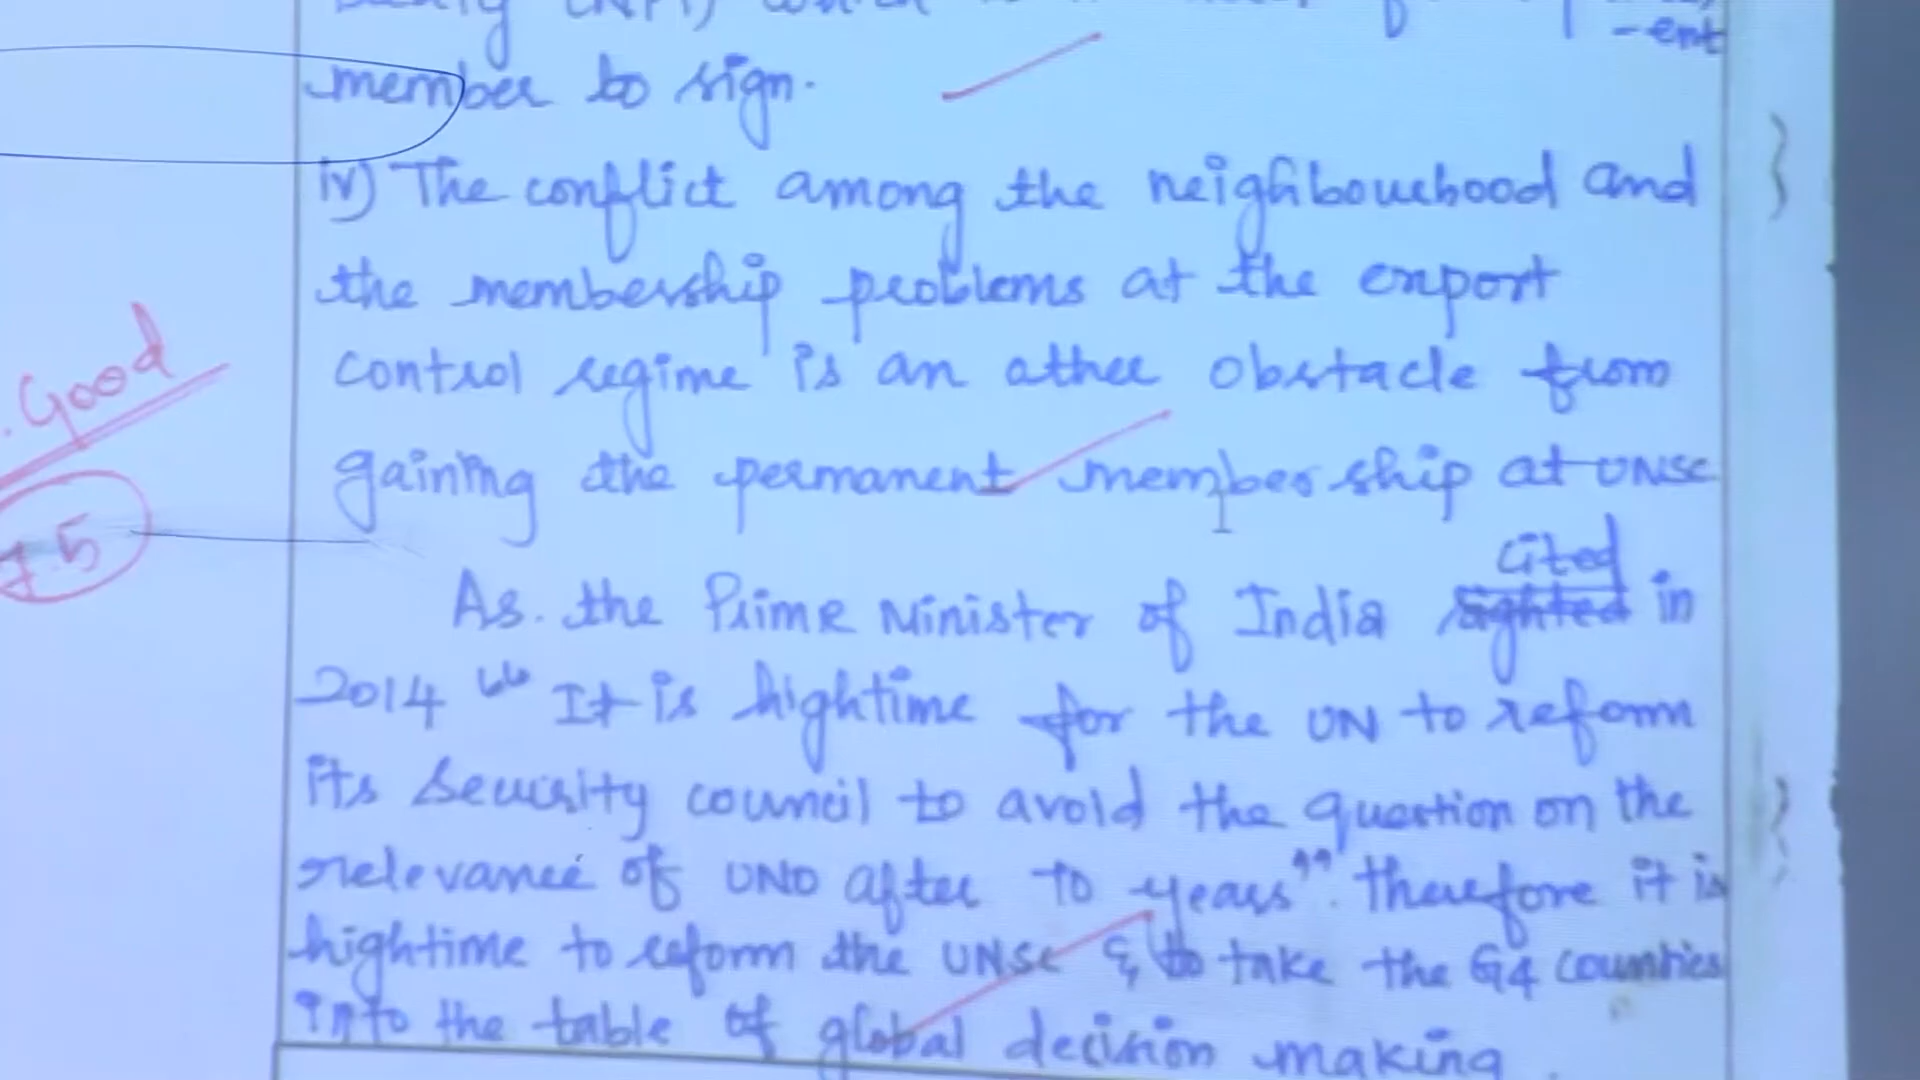 (NPT) which
-ent
member to sign.
iv) The conflict among the neighbourhood and
the membership problems at the export
control regime is an other obstacle from
gaining the permanent membership at UNSC
Good
7.5
cited
As. the Prime Minister of India sighted in
2014 "It is hightime for the UN to reform
its Security council to avoid the question on the
relevance of UNO after 70 years". therefore it is
hightime to reform the UNSC & to take the G4 countries
into the table of global decision making.